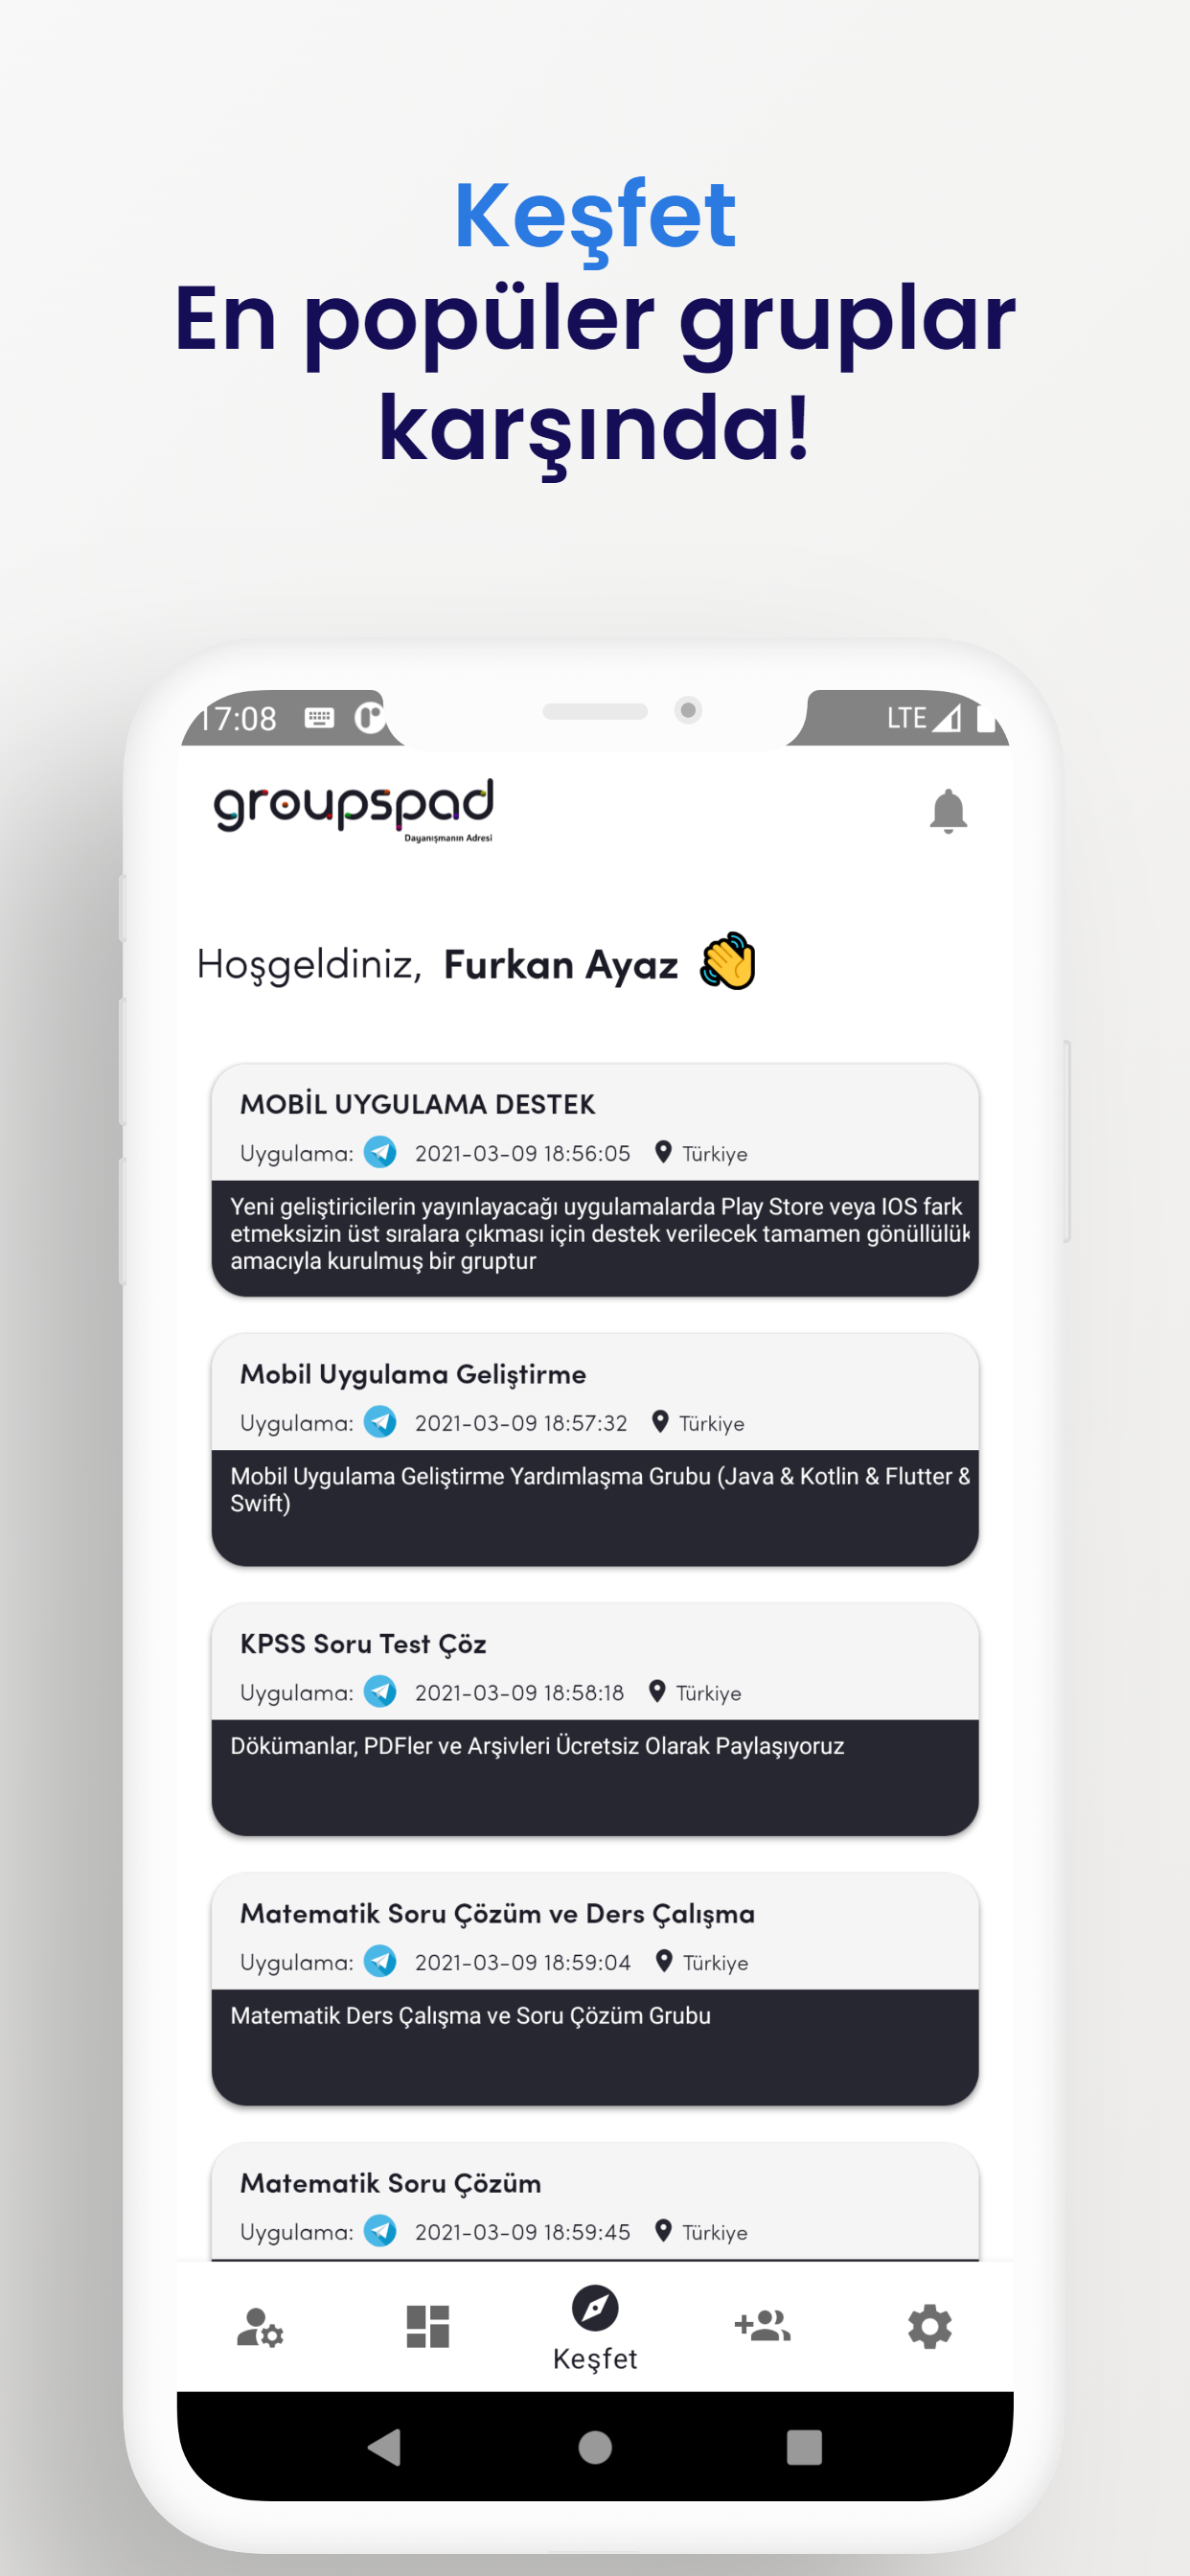 Keşfet
En popüler gruplar
karşında!
17:08 LTE
groupspad
Dayanışmanın Adresi
Hoşgeldiniz, Furkan Ayaz
MOBİL UYGULAMA DESTEK
Uygulama: 2021-03-09 18:56:05 Türkiye
Yeni geliştiricilerin yayınlayacağı uygulamalarda Play Store veya IOS fark
etmeksizin üst sıralara çıkması için destek verilecek tamamen gönüllülük
amacıyla kurulmuş bir gruptur
Mobil Uygulama Geliştirme
Uygulama: 2021-03-09 18:57:32 Türkiye
Mobil Uygulama Geliştirme Yardımlaşma Grubu (Java & Kotlin & Flutter &
Swift)
KPSS Soru Test Çöz
Uygulama: 2021-03-09 18:58:18 Türkiye
Dökümanlar, PDFler ve Arşivleri Ücretsiz Olarak Paylaşıyoruz
Matematik Soru Çözüm ve Ders Çalışma
Uygulama: 2021-03-09 18:59:04 Türkiye
Matematik Ders Çalışma ve Soru Çözüm Grubu
Matematik Soru Çözüm
Uygulama: 2021-03-09 18:59:45 Türkiye
Keşfet